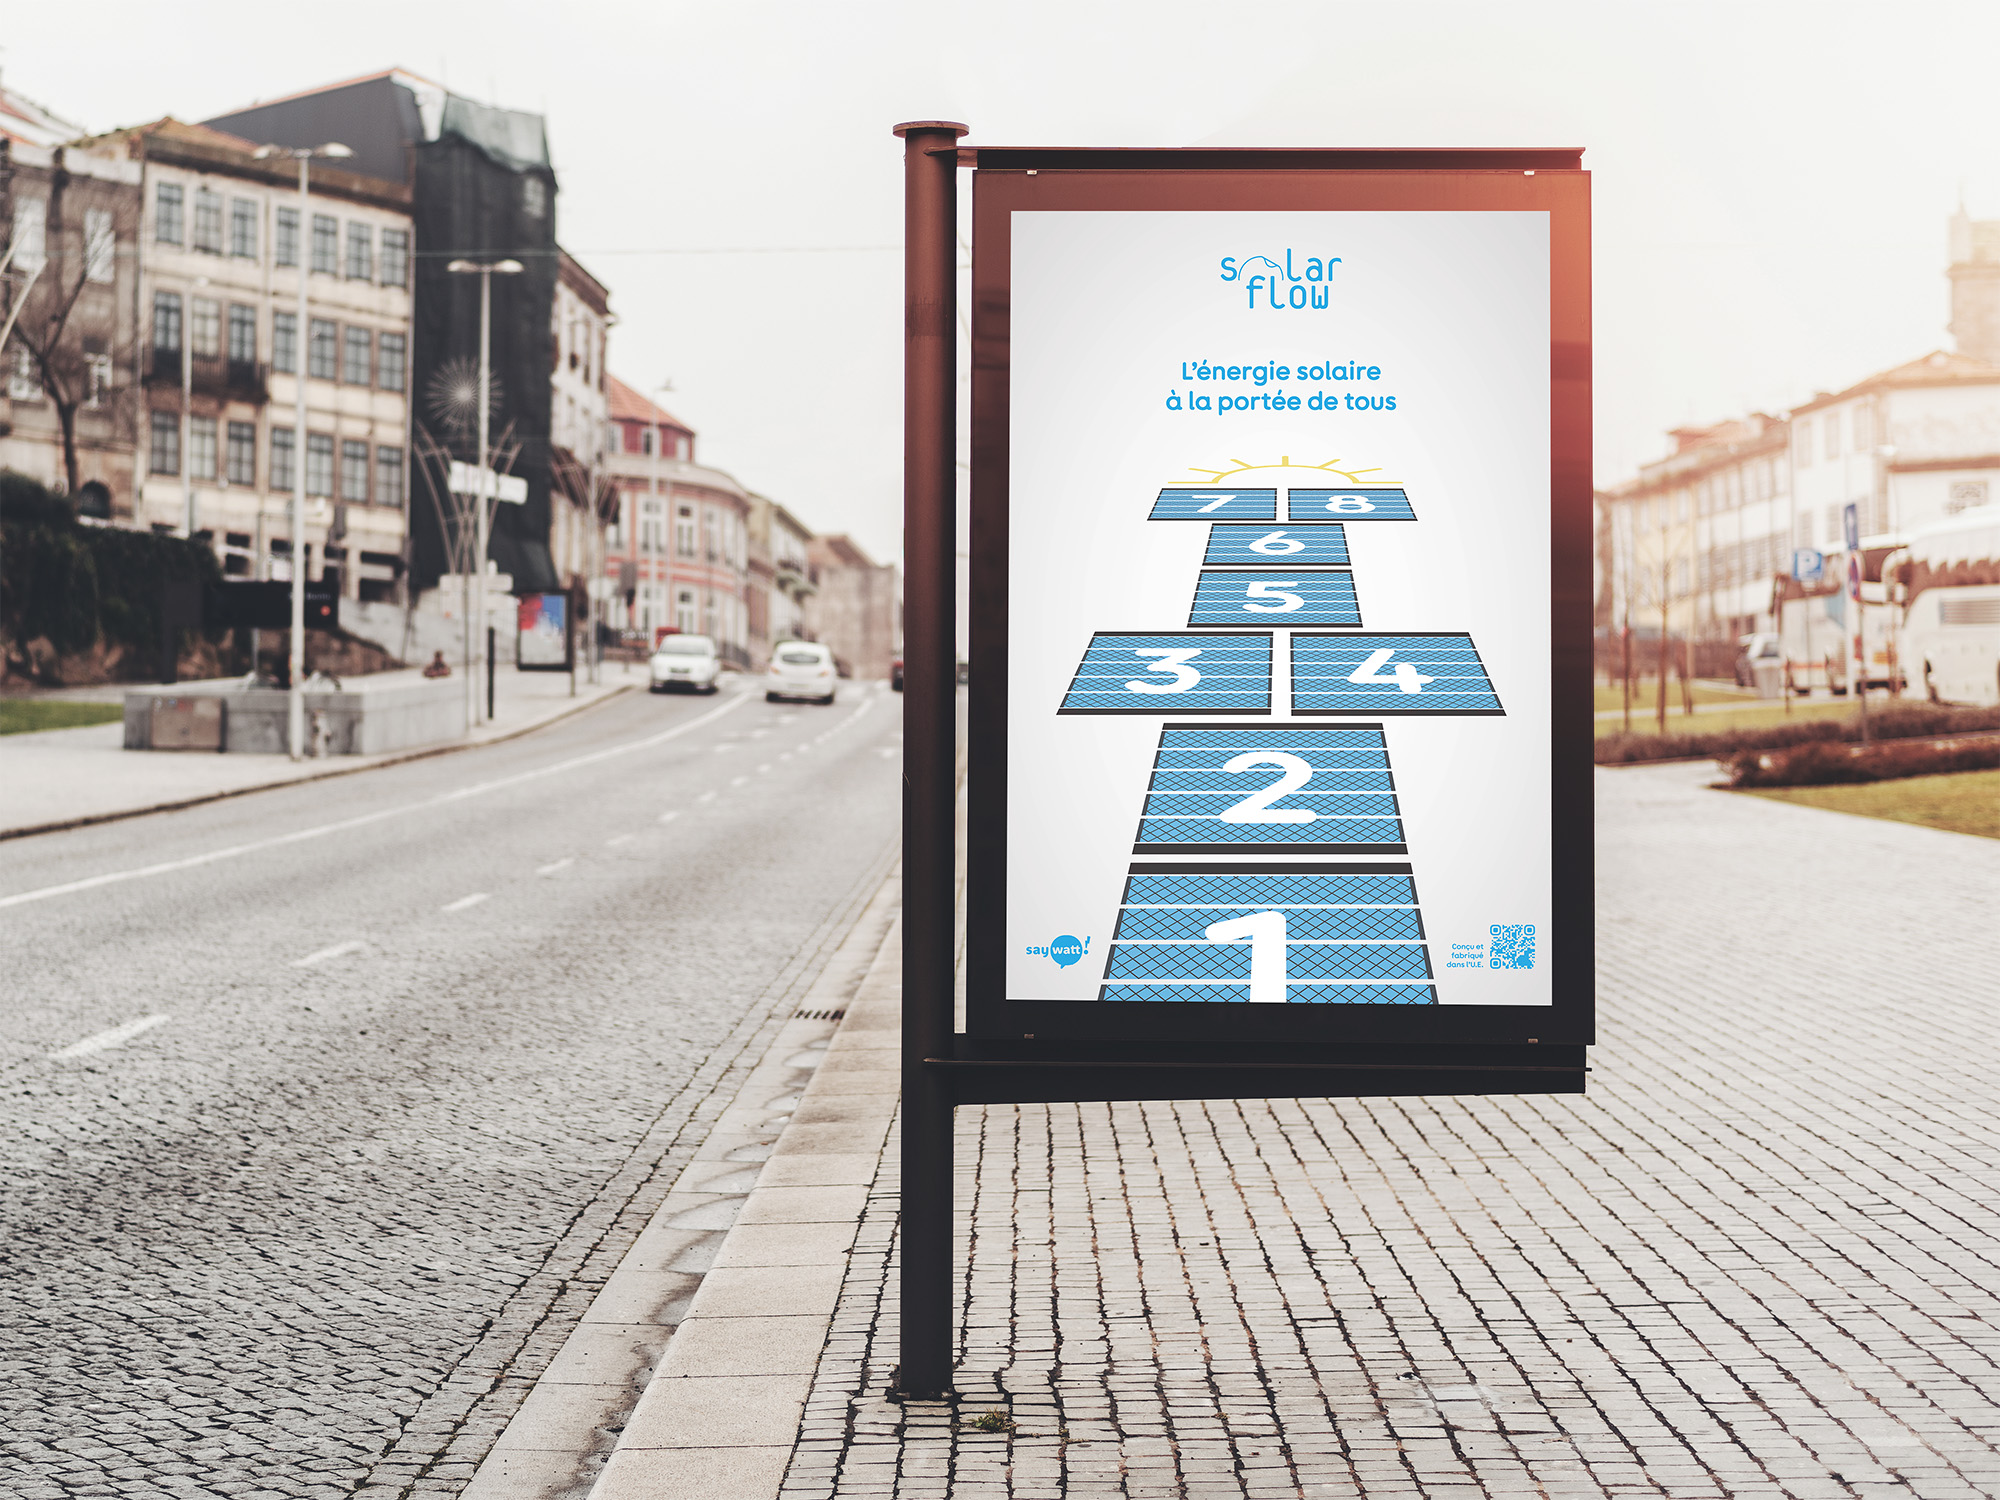 solar
flow
L'énergie solaire
à la portée de tous
7 8
6
5
3 4
2
1
say watt!
Conçu et
fabriqué
dans l'U.E.
P